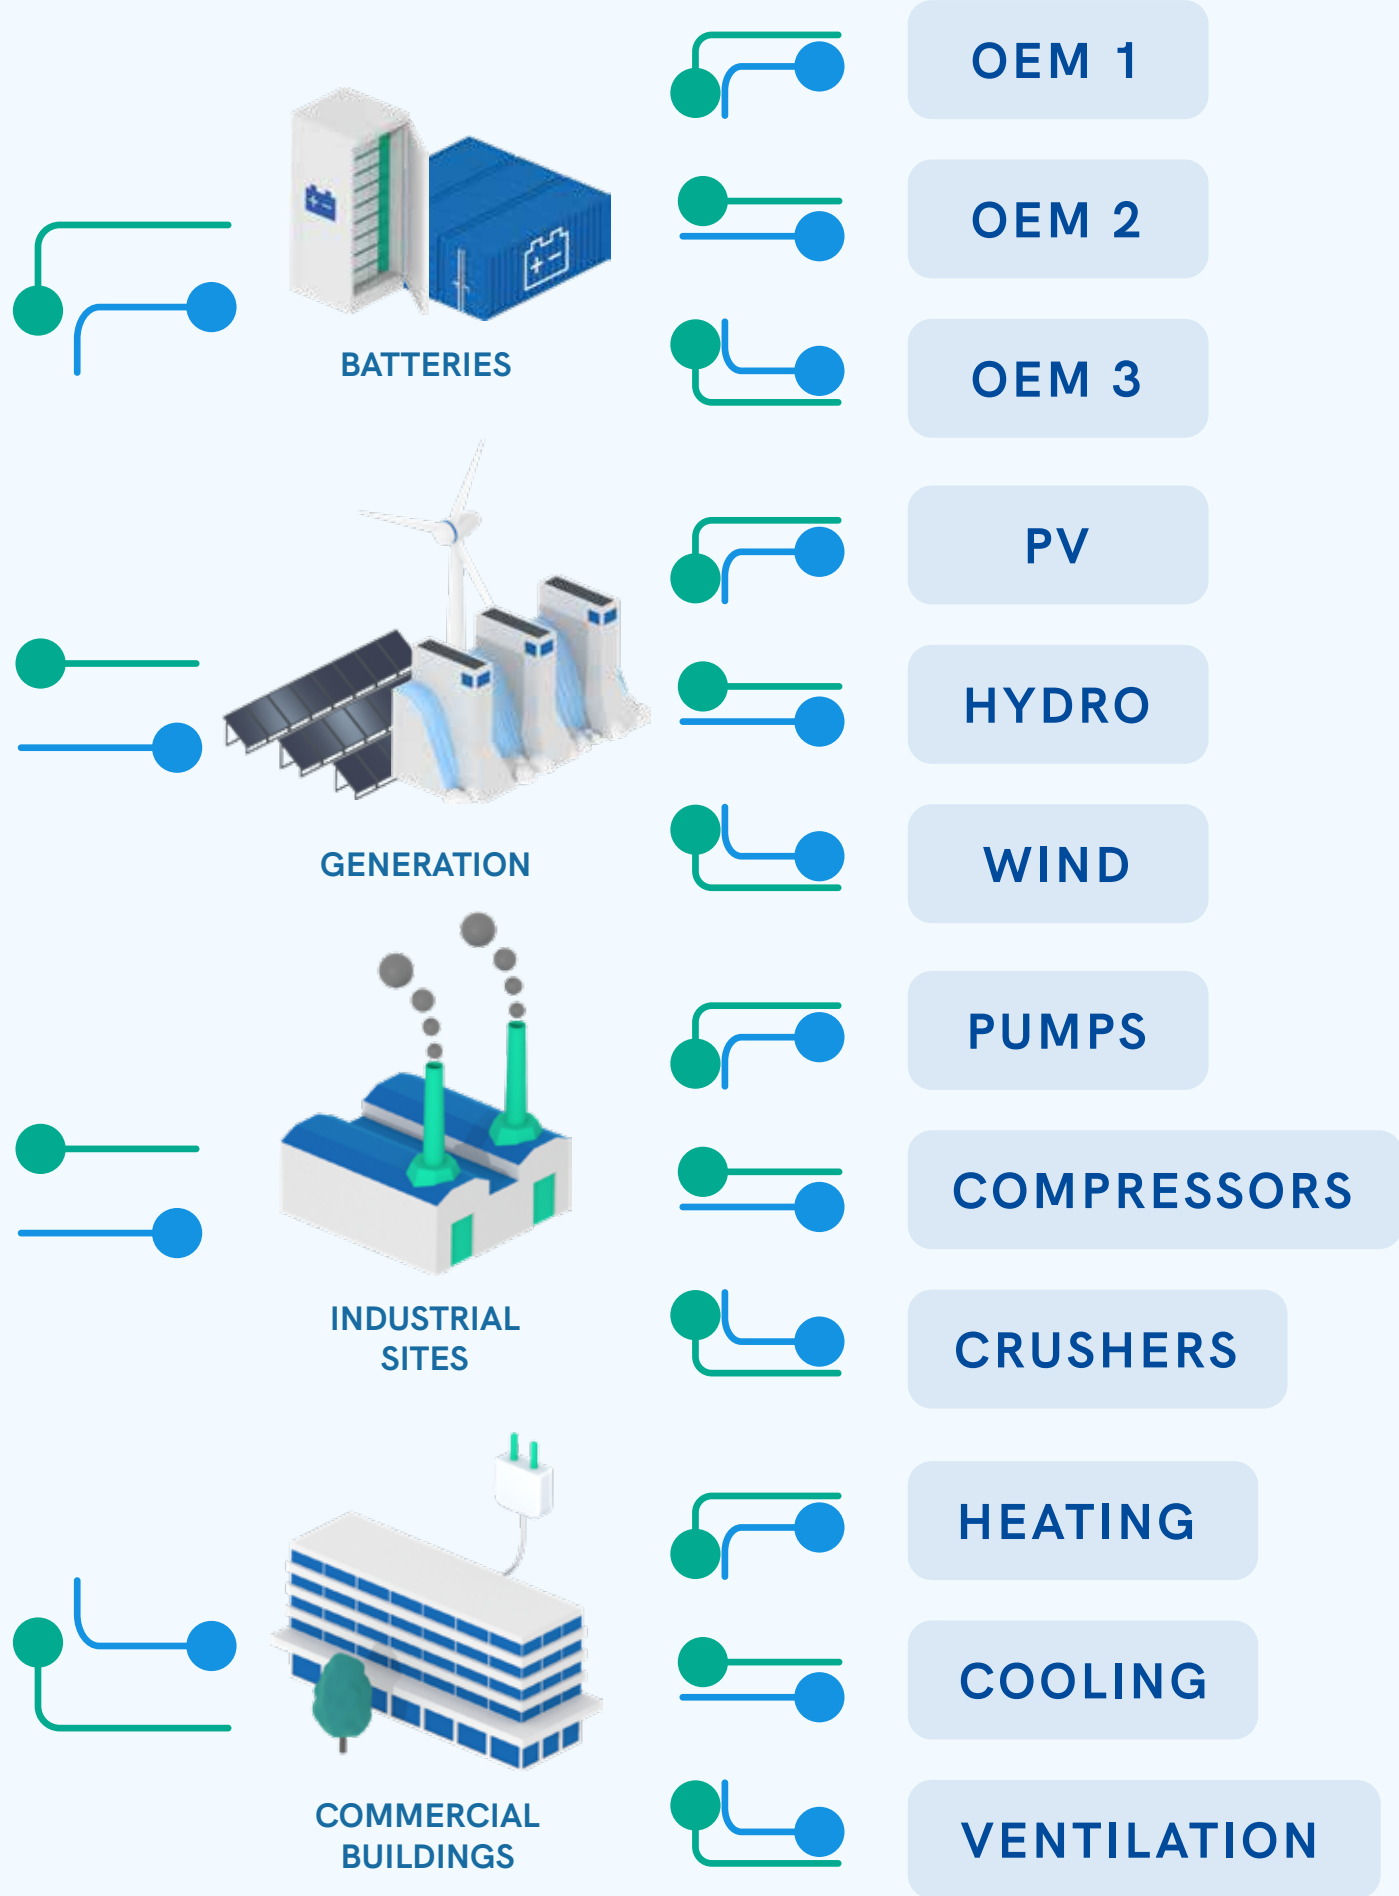 BATTERIES
OEM 1
OEM 2
OEM 3
GENERATION
PV
HYDRO
WIND
INDUSTRIAL
SITES
PUMPS
COMPRESSORS
CRUSHERS
COMMERCIAL
BUILDINGS
HEATING
COOLING
VENTILATION